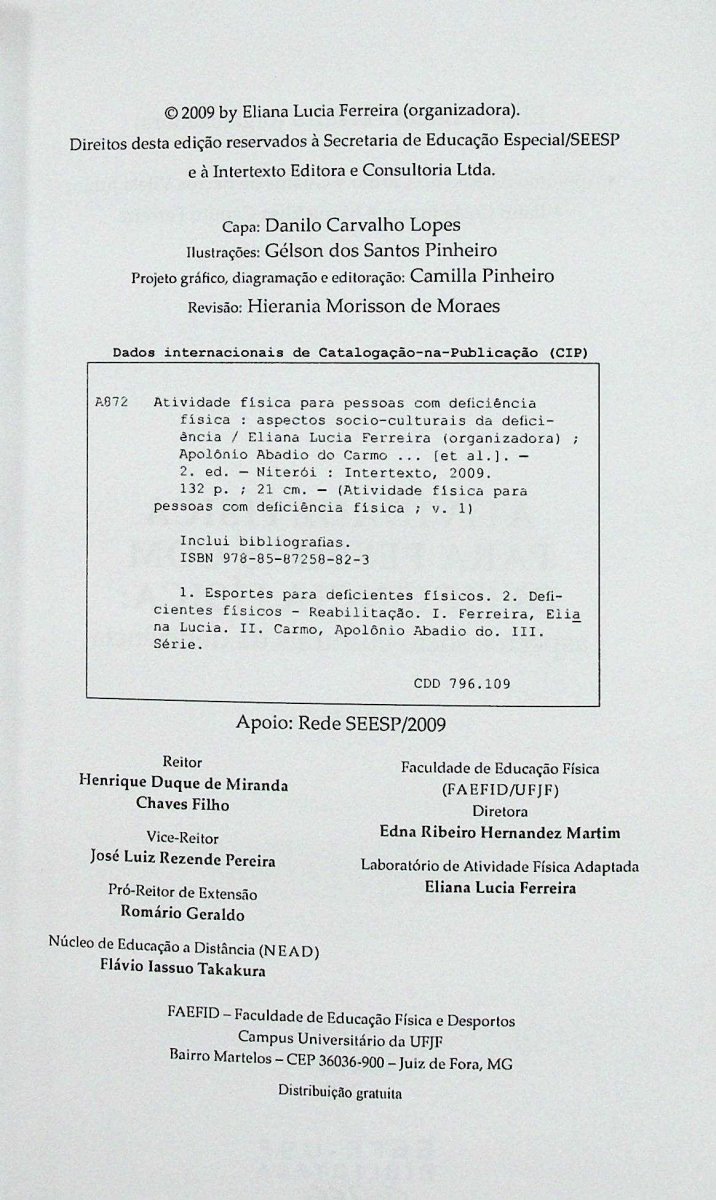 © 2009 by Eliana Lucia Ferreira (organizadora).
Direitos desta edição reservados à Secretaria de Educação Especial/SEESP
e à Intertexto Editora e Consultoria Ltda.
Capa: Danilo Carvalho Lopes
Ilustrações: Gélson dos Santos Pinheiro
Projeto gráfico, diagramação e editoração: Camilla Pinheiro
Revisão: Hierania Morisson de Moraes
Dados internacionais de Catalogação-na-Publicação (CIP)
A872 Atividade física para pessoas com deficiência
física : aspectos socio-culturais da defici-
ência / Eliana Lucia Ferreira (organizadora) ;
Apolônio Abadio do Carmo ... [et al.]. —
2. ed. — Niterói : Intertexto, 2009.
132 p. ; 21 cm. — (Atividade física para
pessoas com deficiência física ; v. 1)
Inclui bibliografias.
ISBN 978-85-87258-82-3
1. Esportes para deficientes físicos. 2. Defi-
cientes físicos - Reabilitação. I. Ferreira, Elia
na Lucia. II. Carmo, Apolônio Abadio do. III.
Série.
CDD 796.109
Apoio: Rede SEESP/2009
Reitor
Henrique Duque de Miranda
Chaves Filho
Vice-Reitor
José Luiz Rezende Pereira
Pró-Reitor de Extensão
Romário Geraldo
Núcleo de Educação a Distância (NEAD)
Flávio Iassuo Takakura
Faculdade de Educação Física
(FAEFID/UFJF)
Diretora
Edna Ribeiro Hernandez Martim
Laboratório de Atividade Física Adaptada
Eliana Lucia Ferreira
FAEFID – Faculdade de Educação Física e Desportos
Campus Universitário da UFJF
Bairro Martelos – CEP 36036-900 – Juiz de Fora, MG
Distribuição gratuita